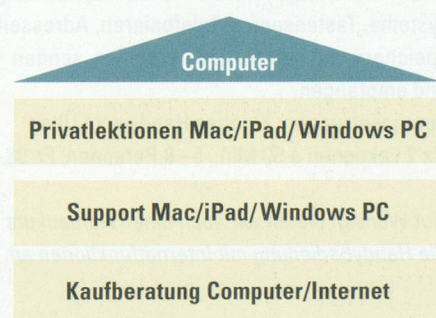 Computer
Privatlektionen Mac/iPad/Windows PC
Support Mac/iPad/Windows PC
Kaufberatung Computer/Internet